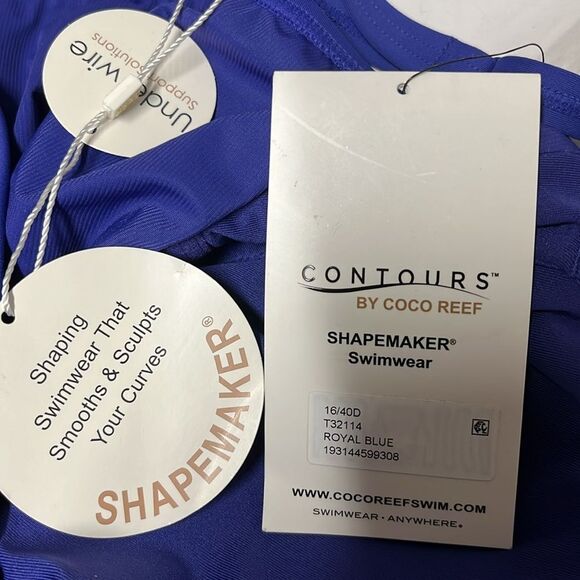 Underwire
support solutions
Shaping
Swimwear That
Smooths & Sculpts
Your Curves
SHAPEMAKER®
CONTOURS™
BY COCO REEF
SHAPEMAKER®
Swimwear
16/40D
T32114
ROYAL BLUE
193144599308
WWW.COCOREEFSWIM.COM
SWIMWEAR · ANYWHERE®